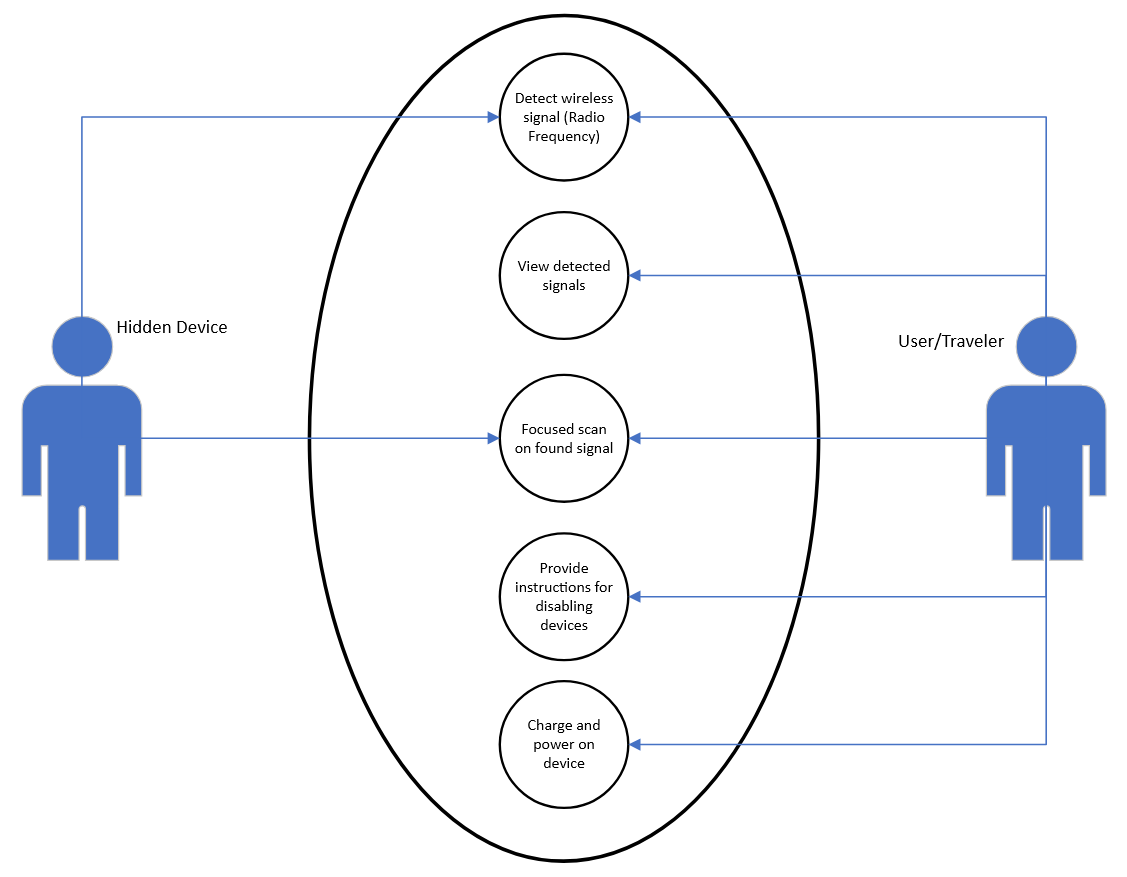 Detect wireless
signal (Radio
Frequency)
View detected
signals
Hidden Device
User/Traveler
Focused scan
on found signal
Provide
instructions for
disabling
devices
Charge and
power on
device